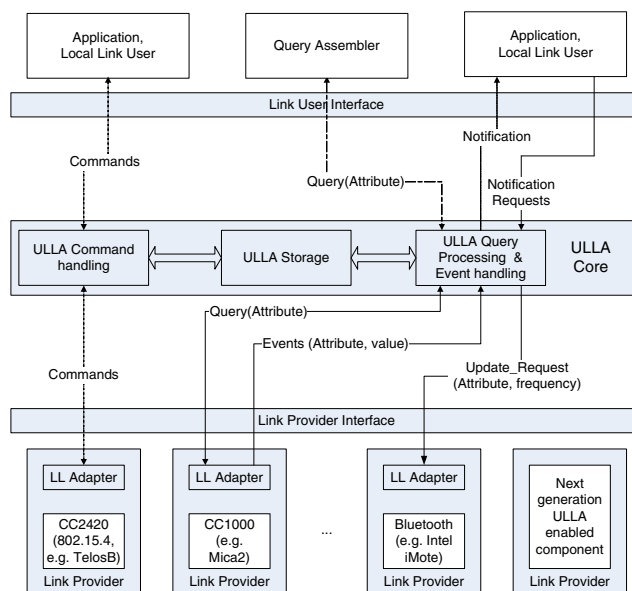 Application,
Local Link User
Query Assembler
Application,
Local Link User
Link User Interface
Notification
Commands
Query(Attribute)
Notification
Requests
ULLA Command
handling
ULLA Storage
ULLA Query
Processing &
Event handling
ULLA
Core
Query(Attribute)
Events (Attribute, value)
Commands
Update_Request
(Attribute, frequency)
Link Provider Interface
LL Adapter
CC2420
(802.15.4,
e.g. TelosB)
Link Provider
LL Adapter
CC1000
(e.g.
Mica2)
Link Provider
...
LL Adapter
Bluetooth
(e.g. Intel
iMote)
Link Provider
Next
generation
ULLA
enabled
component
Link Provider